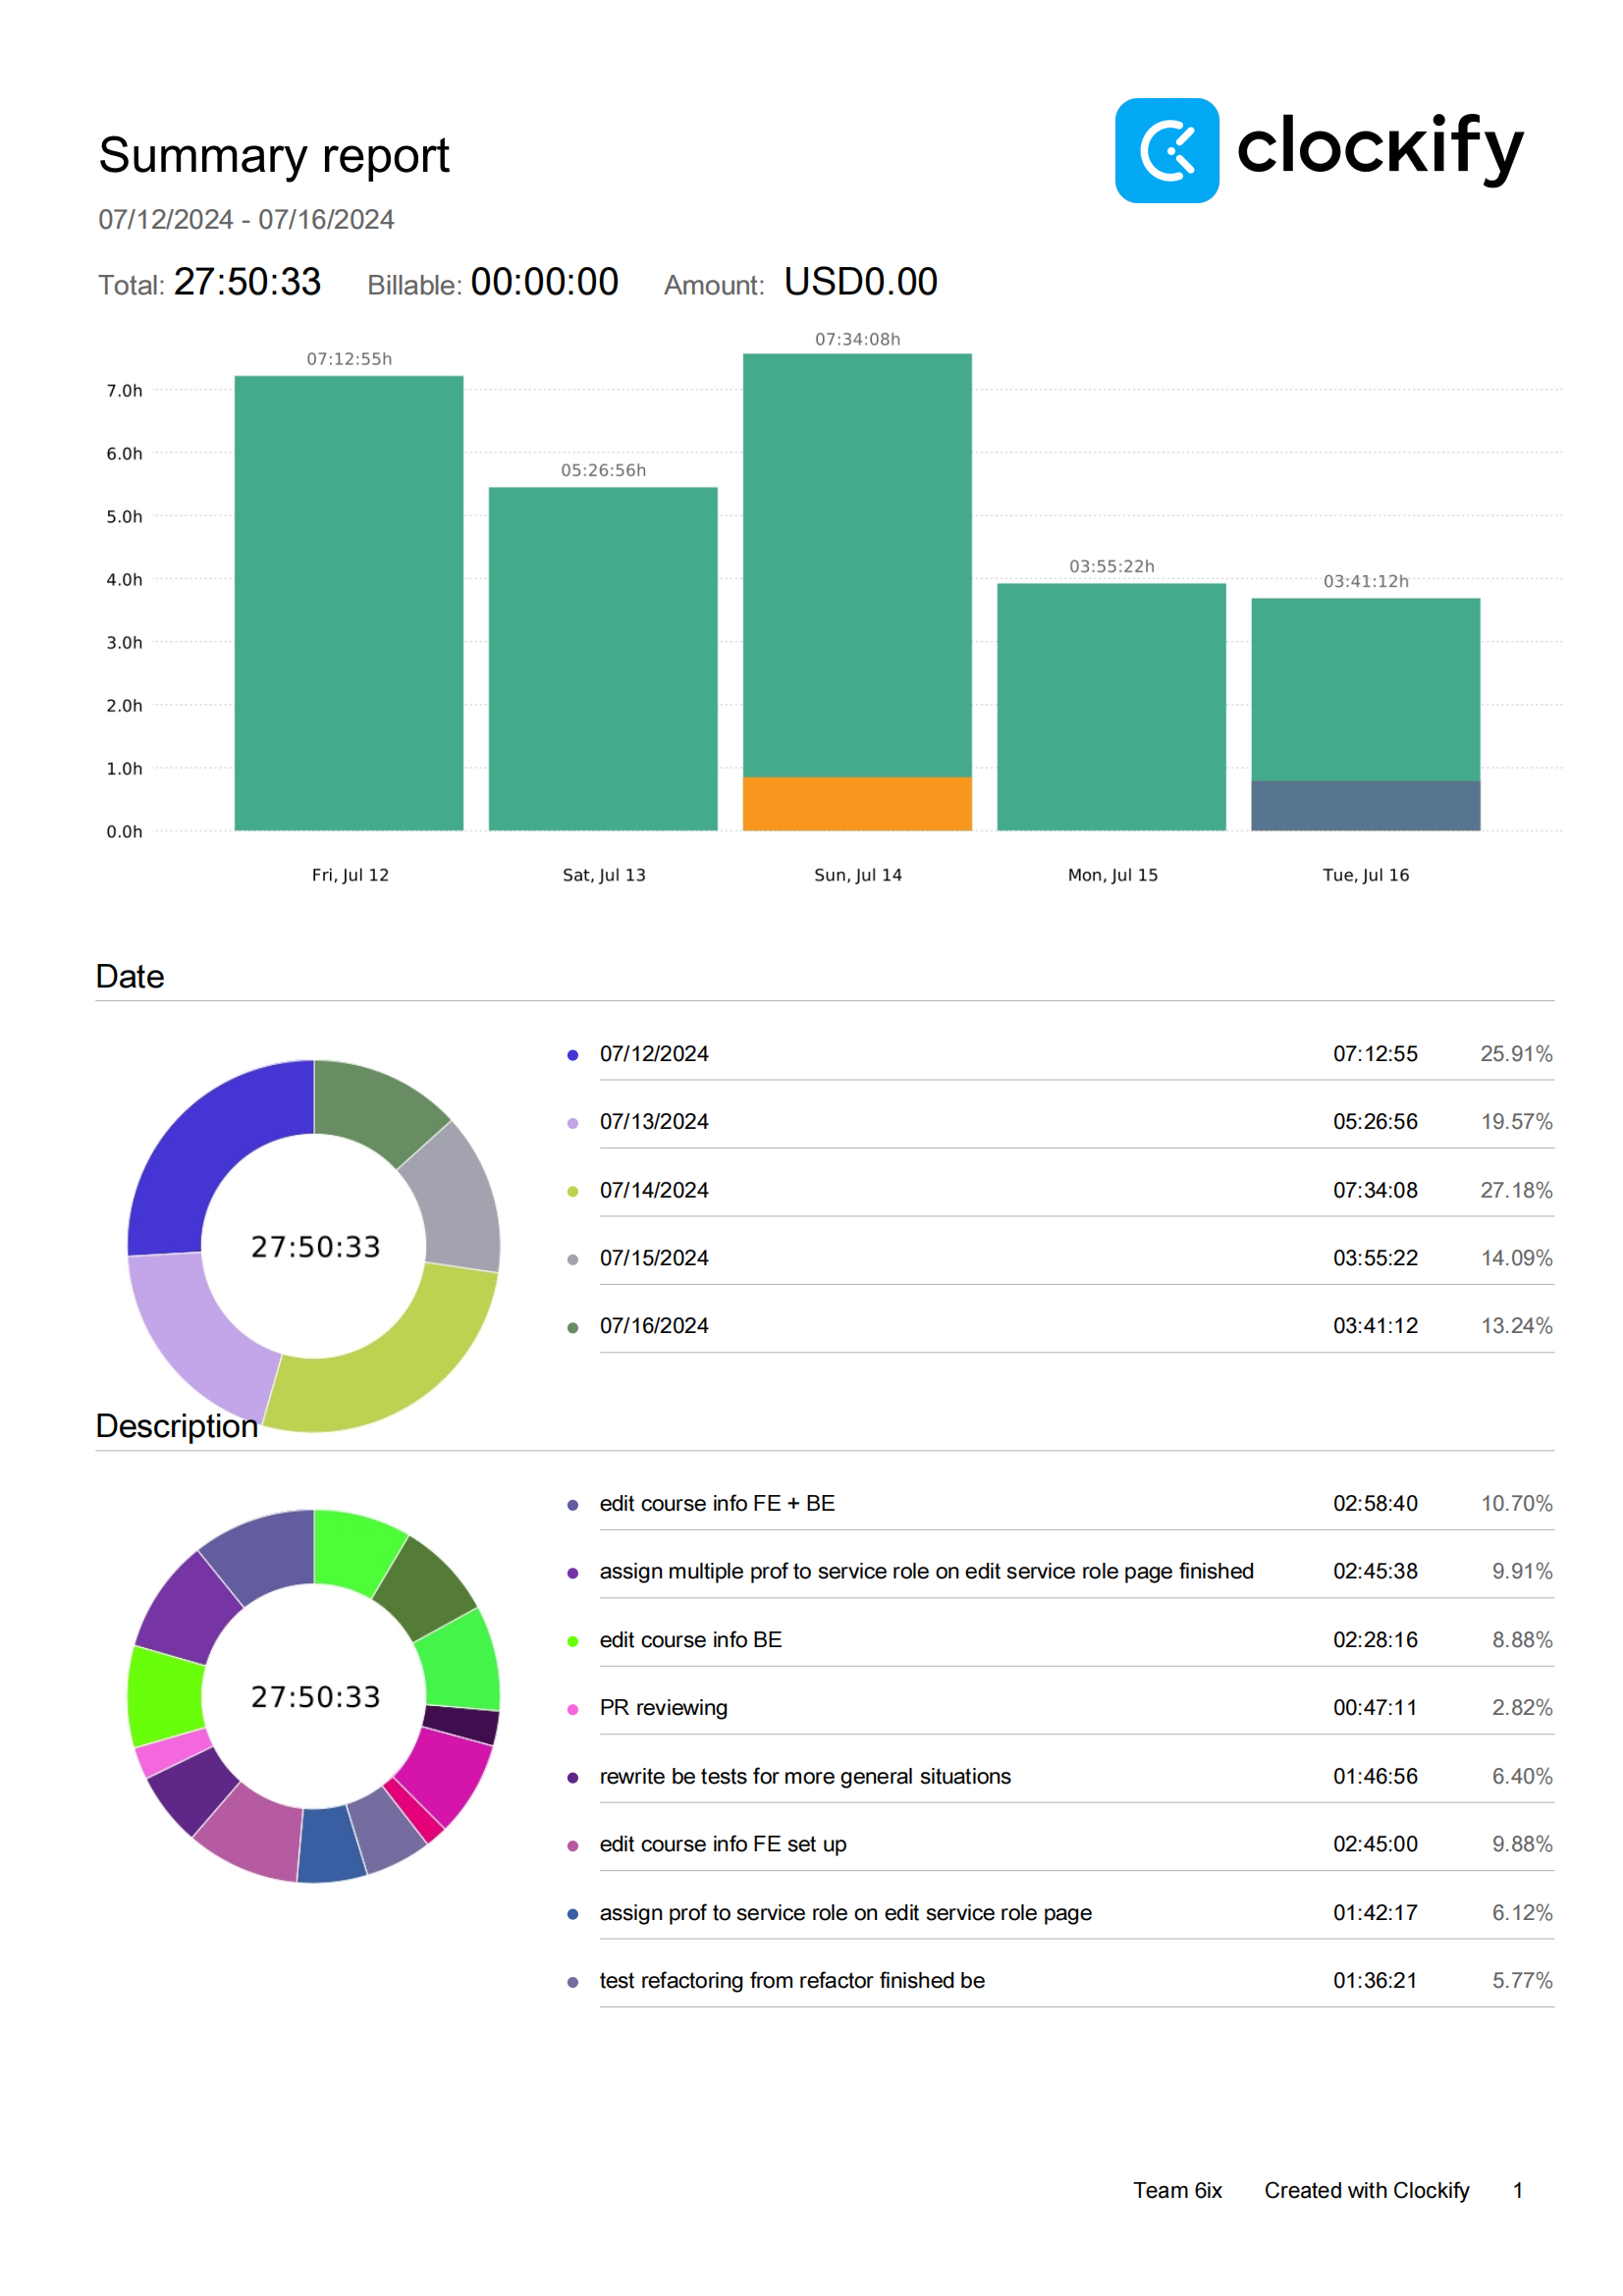 clockify
Summary report
07/12/2024 - 07/16/2024
Total: 27:50:33 Billable: 00:00:00 Amount: USD0.00
07:34:08h
07:12:55h
7.0h
6.0h
05:26:56h
5.0h
03:55:22h
4.0h
03:41:12h
3.0h
2.0h
1.0h
0.0h
Fri, Jul 12 Sat, Jul 13 Sun, Jul 14 Mon, Jul 15 Tue, Jul 16
Date
27:50:33
07/12/2024 07:12:55 25.91%
07/13/2024 05:26:56 19.57%
07/14/2024 07:34:08 27.18%
07/15/2024 03:55:22 14.09%
07/16/2024 03:41:12 13.24%
Description
27:50:33
edit course info FE + BE 02:58:40 10.70%
assign multiple prof to service role on edit service role page finished 02:45:38 9.91%
edit course info BE 02:28:16 8.88%
PR reviewing 00:47:11 2.82%
rewrite be tests for more general situations 01:46:56 6.40%
edit course info FE set up 02:45:00 9.88%
assign prof to service role on edit service role page 01:42:17 6.12%
test refactoring from refactor finished be 01:36:21 5.77%
Team 6ix Created with Clockify 1